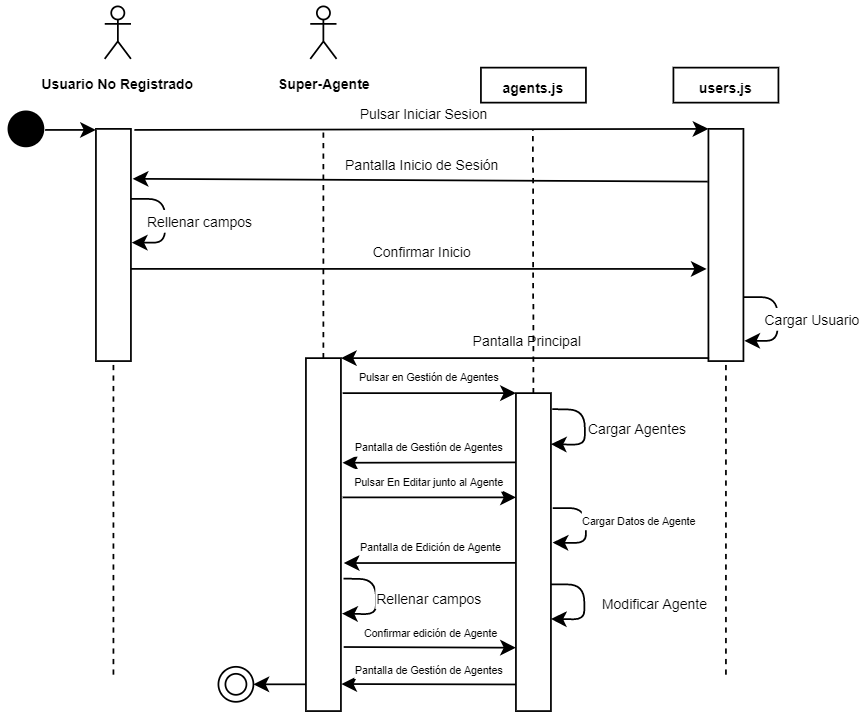 Usuario No Registrado
Super-Agente
agents.js
users.js
Pulsar Iniciar Sesion
Pantalla Inicio de Sesión
Rellenar campos
Confirmar Inicio
Cargar Usuario
Pantalla Principal
Pulsar en Gestión de Agentes
Cargar Agentes
Pantalla de Gestión de Agentes
Pulsar En Editar junto al Agente
Cargar Datos de Agente
Pantalla de Edición de Agente
Rellenar campos
Modificar Agente
Confirmar edición de Agente
Pantalla de Gestión de Agentes